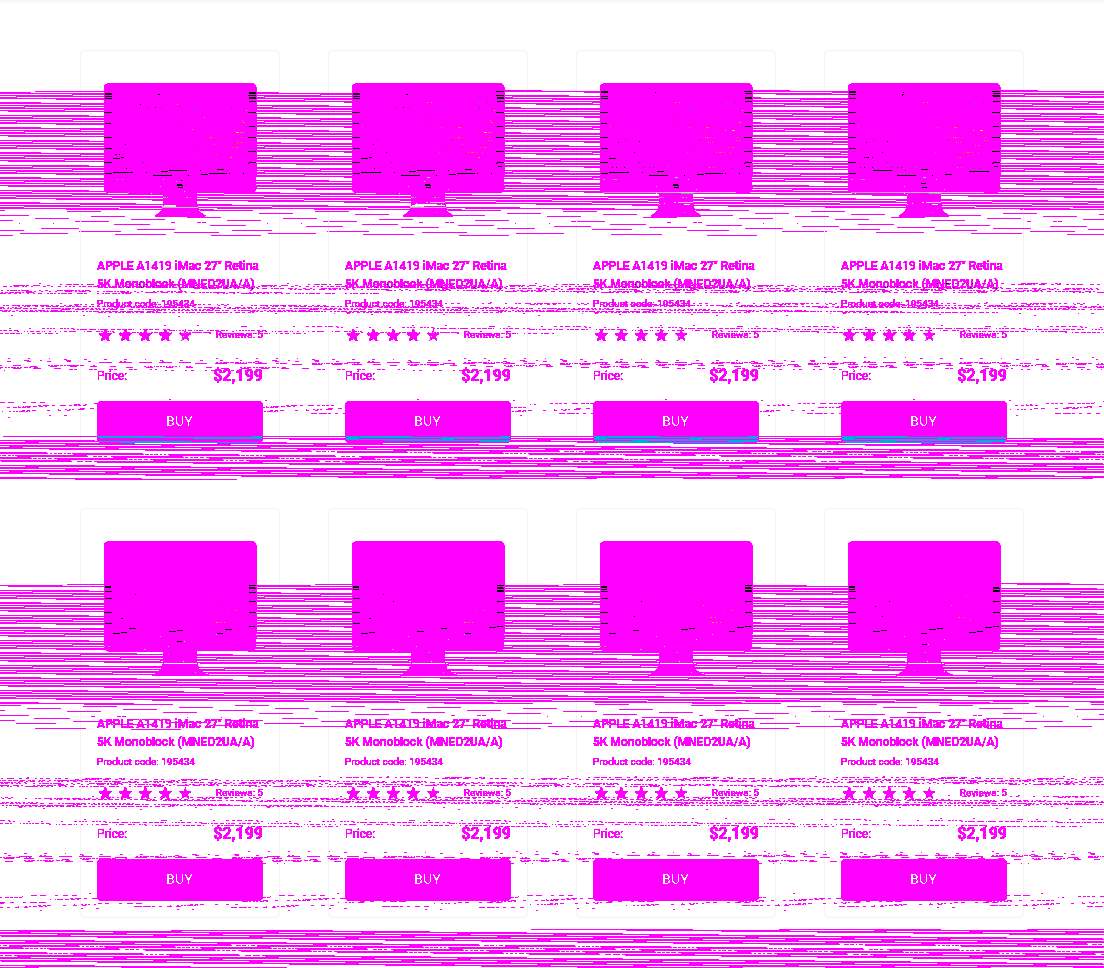 APPLE A1419 iMac 27" Retina APPLE A1419 iMac 27" Retina APPLE A1419 iMac 27" Retina APPLE A1419 iMac 27" Retina
5K Monoblock (MNED2UA/A) 5K Monoblock (MNED2UA/A) 5K Monoblock (MNED2UA/A) 5K Monoblock (MNED2UA/A)
Product code: 195434 Product code: 195434 Product code: 195434 Product code: 195434
Reviews: 5 Reviews: 5 Reviews: 5 Reviews: 5
Price: $2,199 Price: $2,199 Price: $2,199 Price: $2,199
BUY BUY BUY BUY
APPLE A1419 iMac 27" Retina APPLE A1419 iMac 27" Retina APPLE A1419 iMac 27" Retina APPLE A1419 iMac 27" Retina
5K Monoblock (MNED2UA/A) 5K Monoblock (MNED2UA/A) 5K Monoblock (MNED2UA/A) 5K Monoblock (MNED2UA/A)
Product code: 195434 Product code: 195434 Product code: 195434 Product code: 195434
Reviews: 5 Reviews: 5 Reviews: 5 Reviews: 5
Price: $2,199 Price: $2,199 Price: $2,199 Price: $2,199
BUY BUY BUY BUY